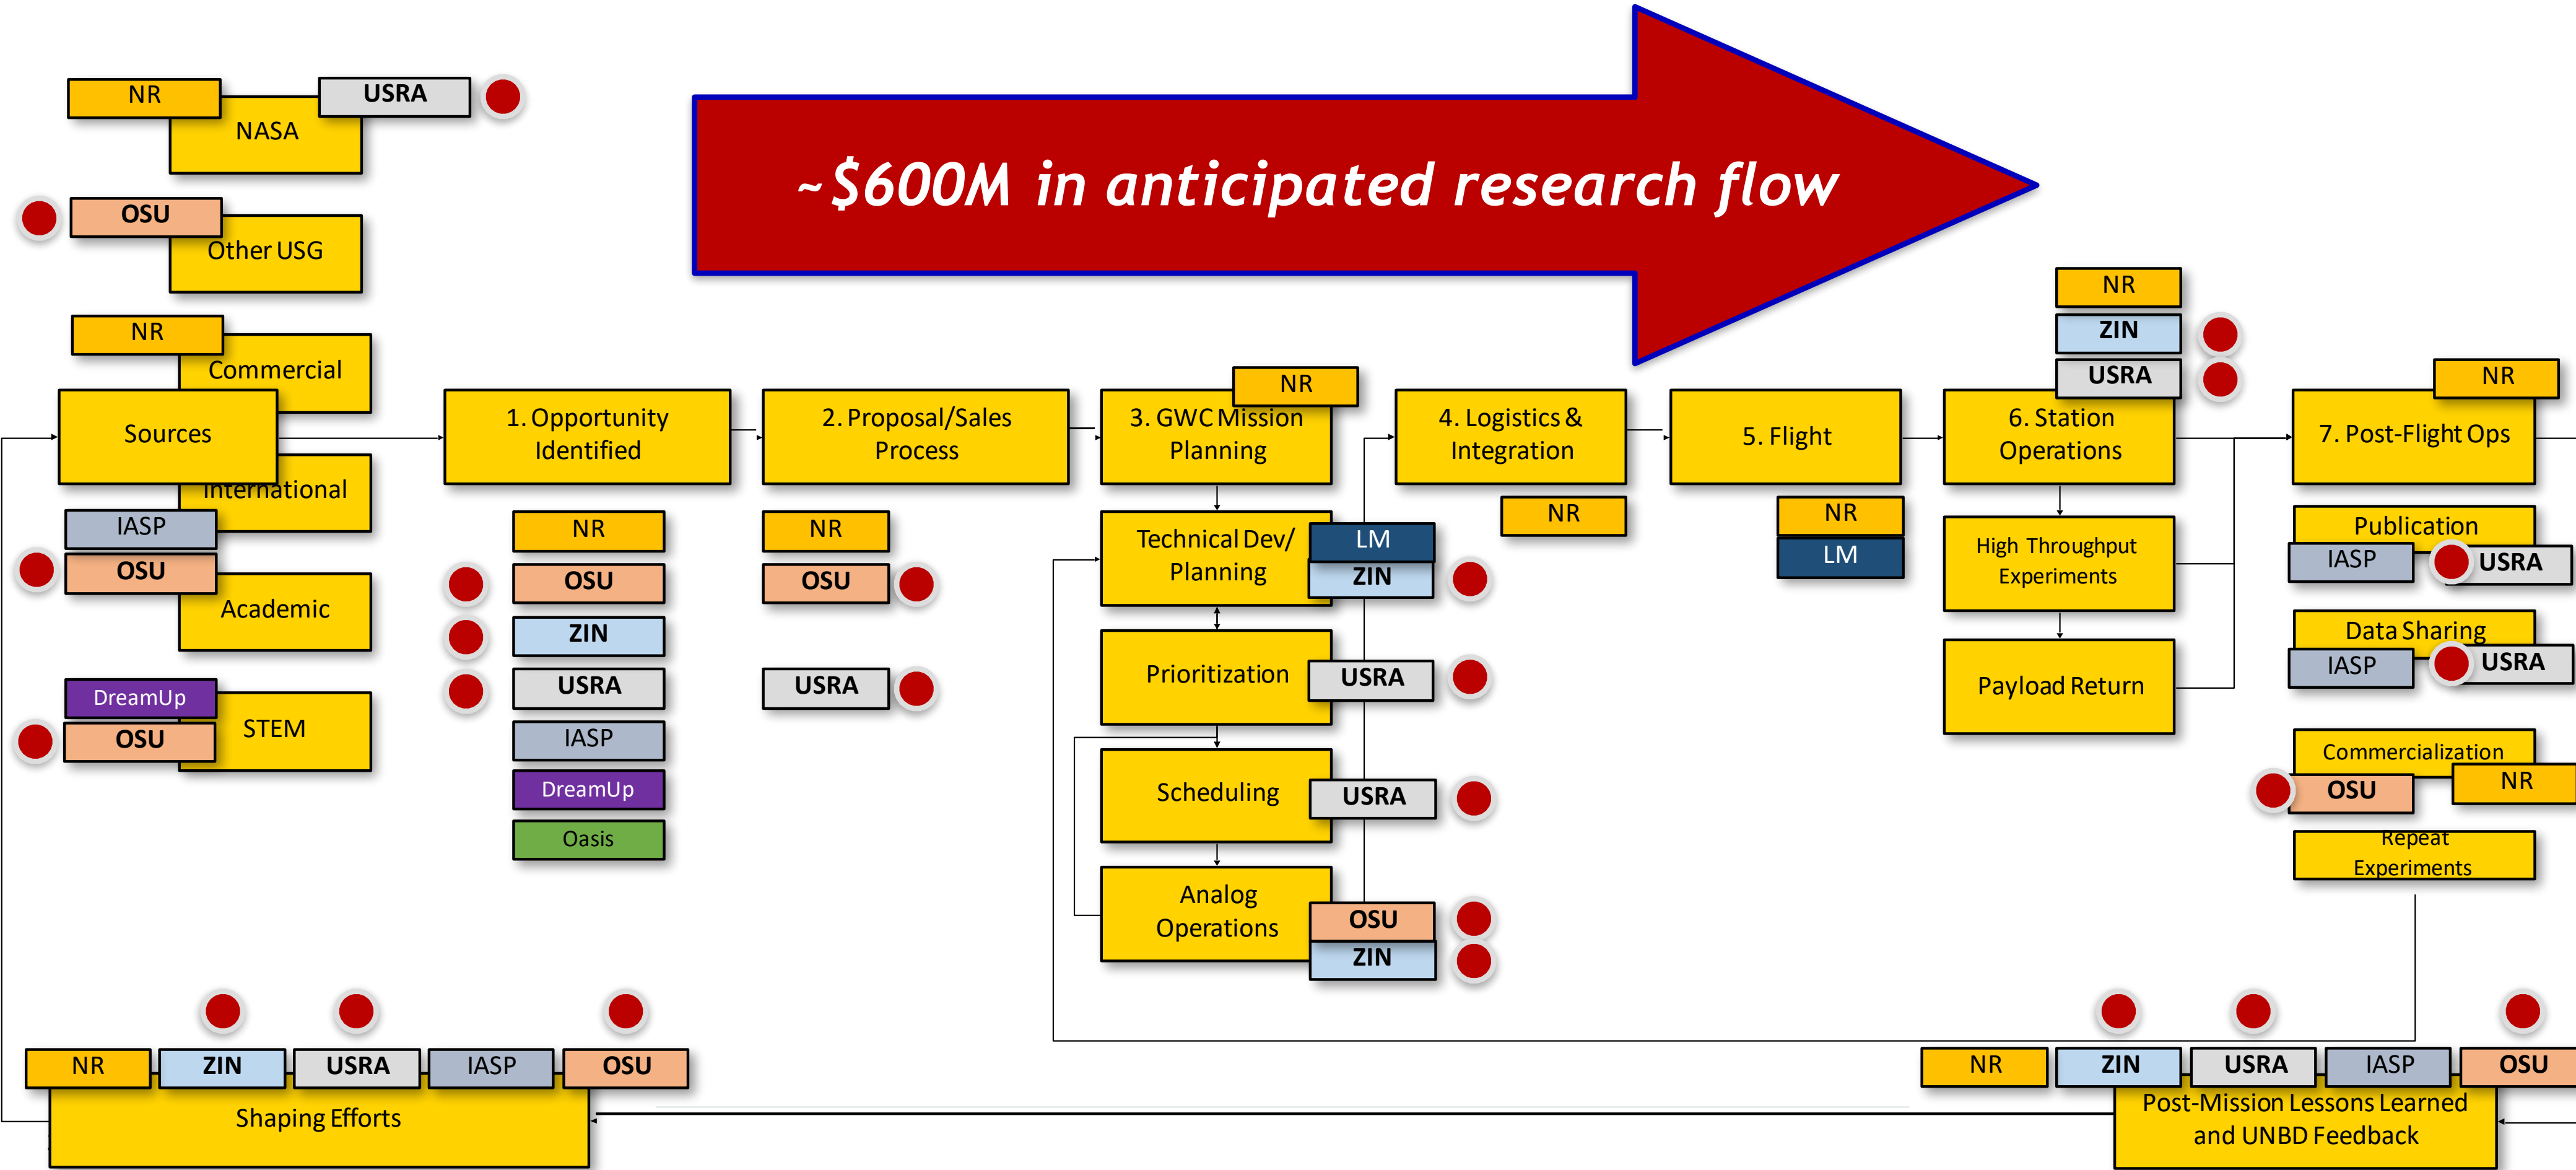 NR
USRA
NASA
~$600M in anticipated research flow
OSU
Other USG
NR
Commercial
Sources
International
IASP
OSU
Academic
DreamUp
OSU
STEM
1. Opportunity
Identified
NR
OSU
ZIN
USRA
IASP
DreamUp
Oasis
2. Proposal/Sales
Process
NR
OSU
USRA
NR
3. GWC Mission
Planning
Technical Dev/
Planning
LM
ZIN
Prioritization
USRA
Scheduling
USRA
Analog
Operations
OSU
ZIN
4. Logistics &
Integration
NR
5. Flight
NR
LM
NR
ZIN
USRA
6. Station
Operations
High Throughput
Experiments
Payload Return
NR
7. Post-Flight Ops
Publication
IASP
USRA
Data Sharing
IASP
USRA
Commercialization
OSU
NR
Repeat
Experiments
NR
ZIN
USRA
IASP
OSU
Shaping Efforts
NR
ZIN
USRA
IASP
OSU
Post-Mission Lessons Learned
and UNBD Feedback